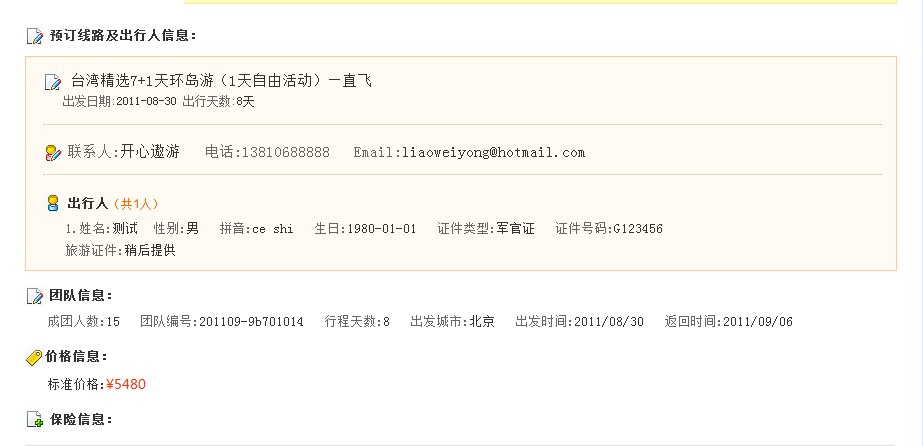 预订线路及出行人信息：
台湾精选7+1天环岛游（1天自由活动）一直飞
出发日期:2011-08-30 出行天数:8天
联系人:开心遨游 电话:13810688888 Email:liaoweiyong@hotmail.com
出行人（共1人）
1.姓名:测试 性别:男 拼音:ce shi 生日:1980-01-01 证件类型:军官证 证件号码:G123456
旅游证件:稍后提供
团队信息：
成团人数:15 团队编号:201109-9b701014 行程天数:8 出发城市:北京 出发时间:2011/08/30 返回时间:2011/09/06
价格信息：
标准价格:¥5480
保险信息：